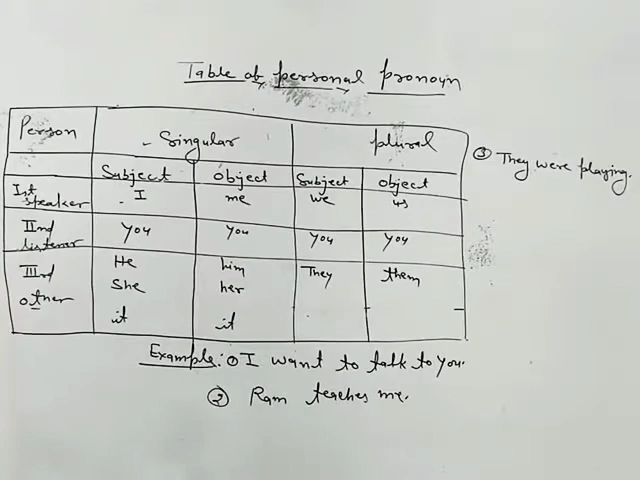 Table of personal pronoun
Person Singular plural
Subject object Subject object
Ist speaker I me we us
IInd listener you you you you
IIIrd other He him They them
She her
it it
Example: ① I want to talk to you.
② Ram teaches me.
③ They were playing.